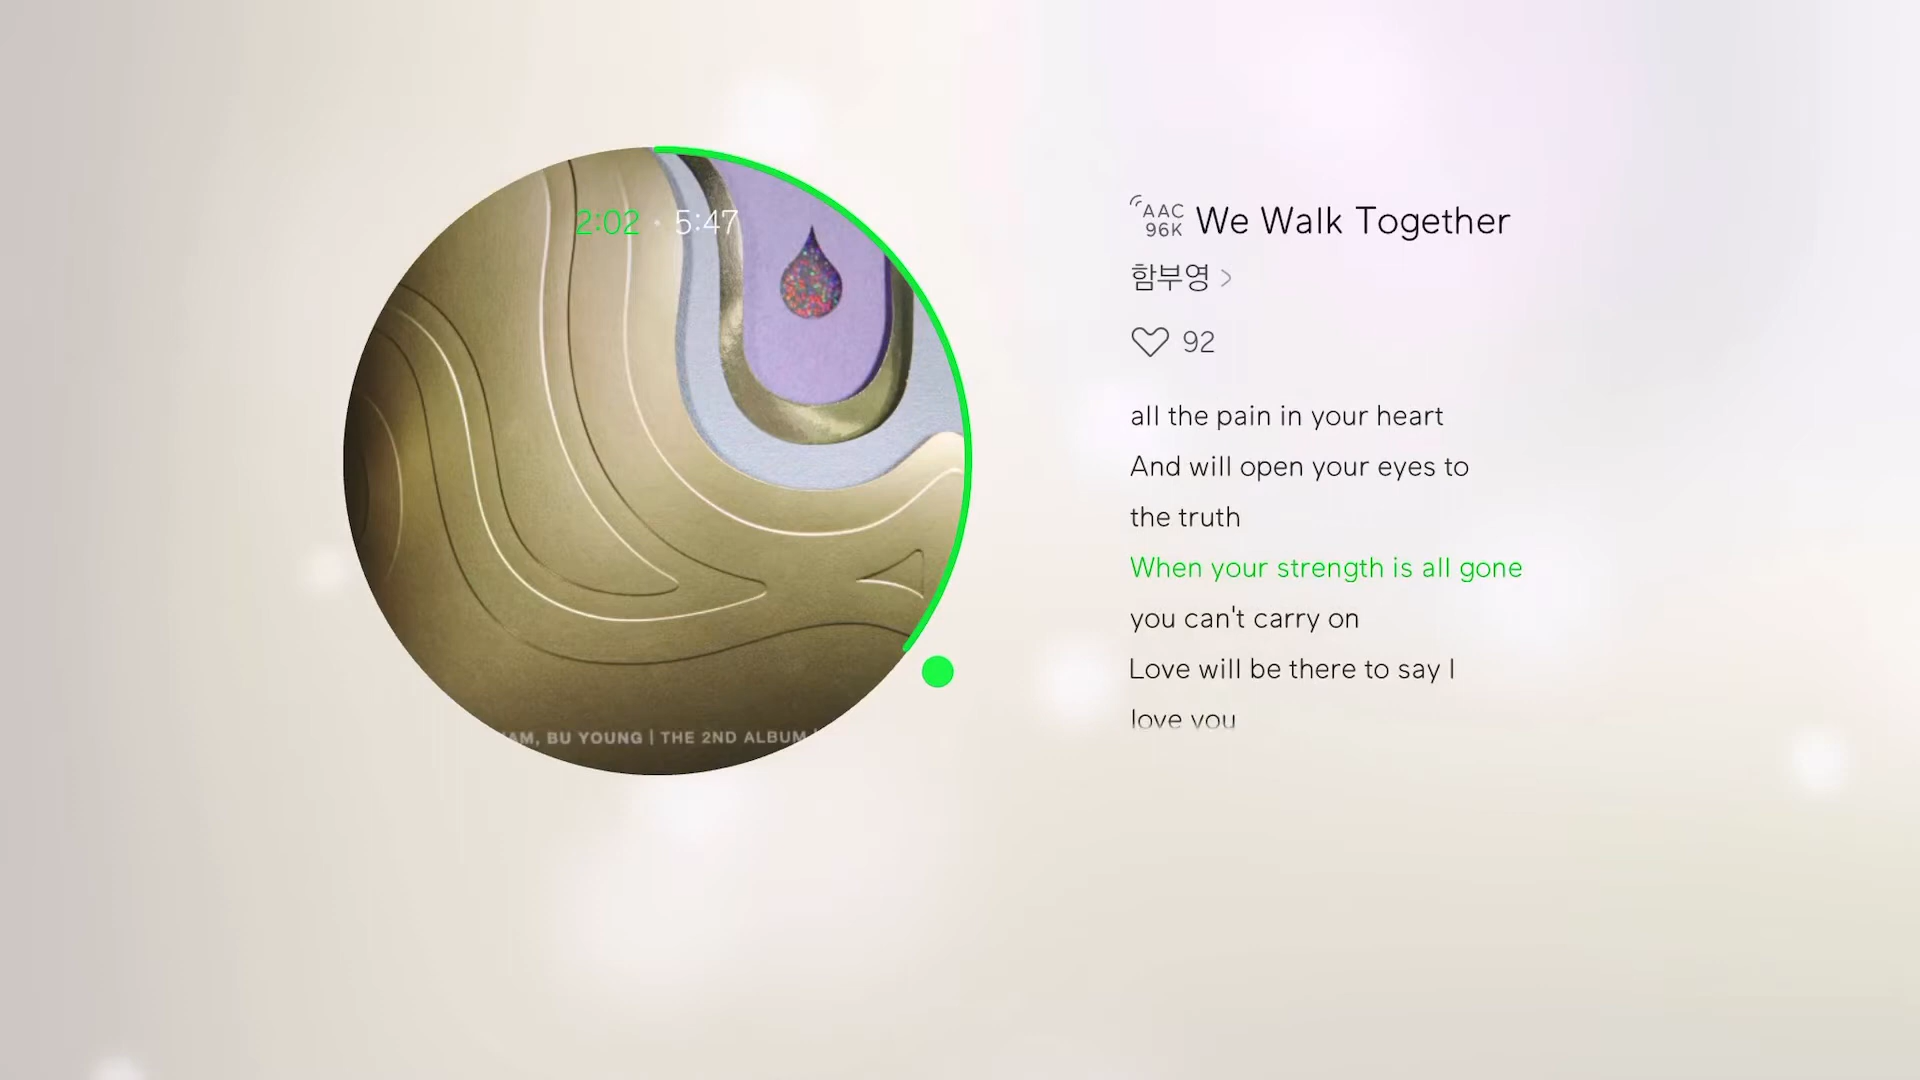 2:02 · 5:47
BU YOUNG | THE 2ND ALBUM
AAC
96K
We Walk Together
함부영 >
92
all the pain in your heart
And will open your eyes to
the truth
When your strength is all gone
you can't carry on
Love will be there to say I
love you